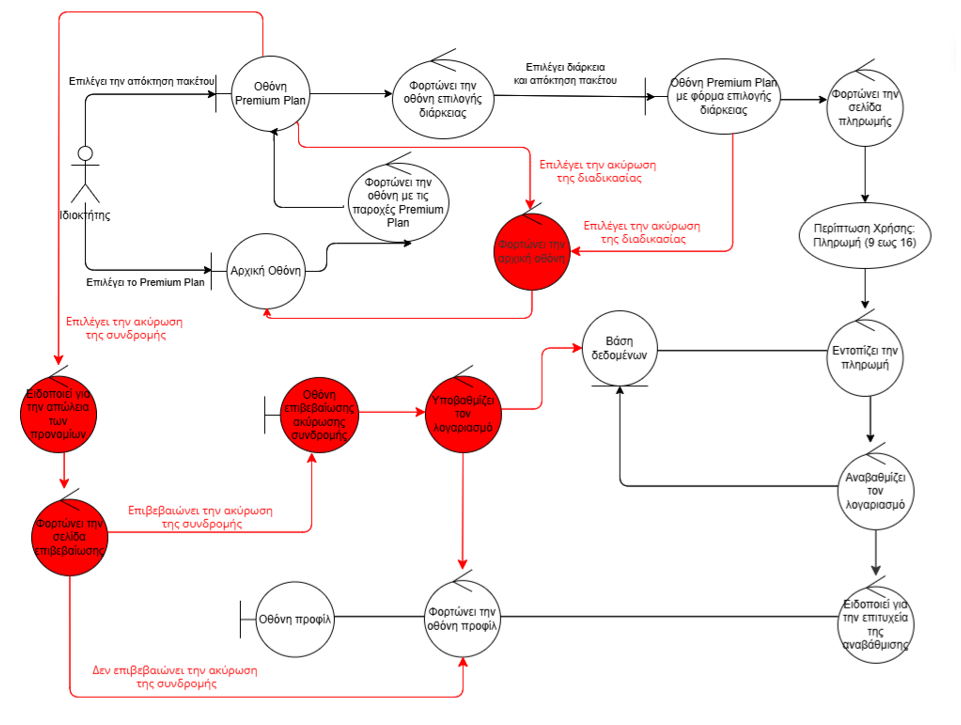 Επιλέγει την απόκτηση πακέτου
Οθόνη
Premium Plan
Φορτώνει την
οθόνη επιλογής
διάρκειας
Επιλέγει διάρκεια
και απόκτηση πακέτου
Οθόνη Premium Plan
με φόρμα επιλογής
διάρκειας
Φορτώνει τη
σελίδα
πληρωμής
Ιδιοκτήτης
Φορτώνει την
οθόνη με τις
παροχές Premium
Plan
Επιλέγει την ακύρωση
της διαδικασίας
Επιλέγει την ακύρωση
της διαδικασίας
Φορτώνει την
αρχική οθόνη
Περίπτωση Χρήσης:
Πληρωμή (9 εως 16)
Αρχική Οθόνη
Επιλέγει το Premium Plan
Επιλέγει την ακύρωση
της συνδρομής
Βάση
δεδομένων
Εντοπίζει την
πληρωμή
Ειδοποιεί για
την απώλεια
των
προνομίων
Οθόνη
επιβεβαίωσης
ακύρωσης
συνδρομής
Υποβαθμίζει
τον
λογαριασμό
Αναβαθμίζει
τον
λογαριασμό
Επιβεβαιώνει την ακύρωση
της συνδρομής
Φορτώνει την
σελίδα
επιβεβαίωσης
Οθόνη προφίλ
Φορτώνει την
οθόνη προφίλ
Ειδοποιεί για
την επιτυχεία
της
αναβάθμισης
Δεν επιβεβαιώνει την ακύρωση
της συνδρομής